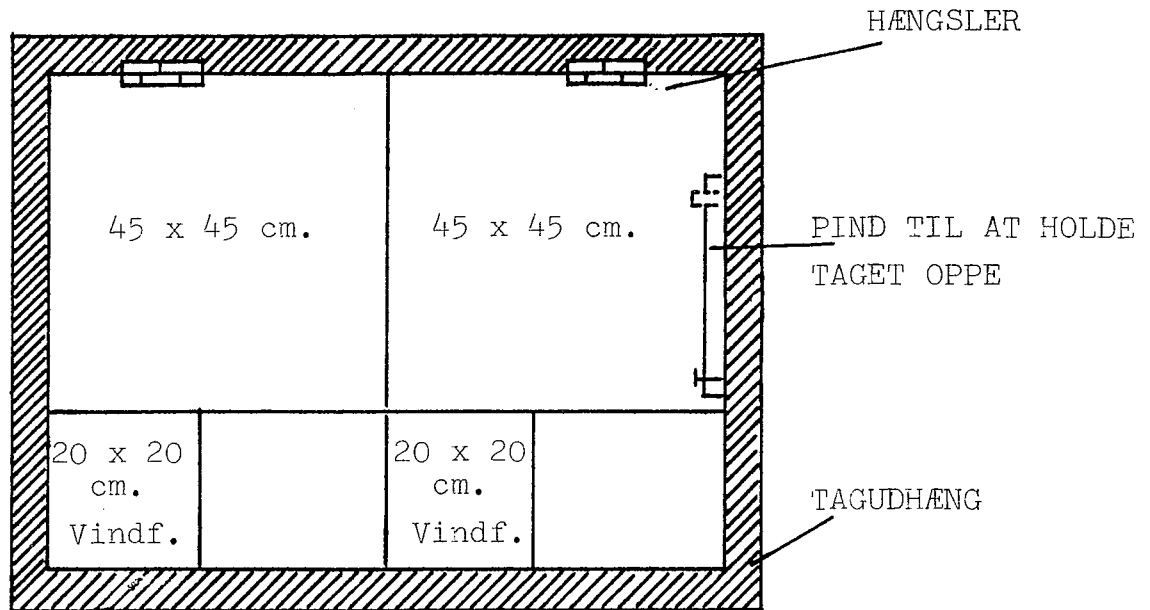 HÆNGSLER
45 x 45 cm.
45 x 45 cm.
PIND TIL AT HOLDE
TAGET OPPE
20 x 20
cm.
Vindf.
20 x 20
cm.
Vindf.
TAGUDHÆNG